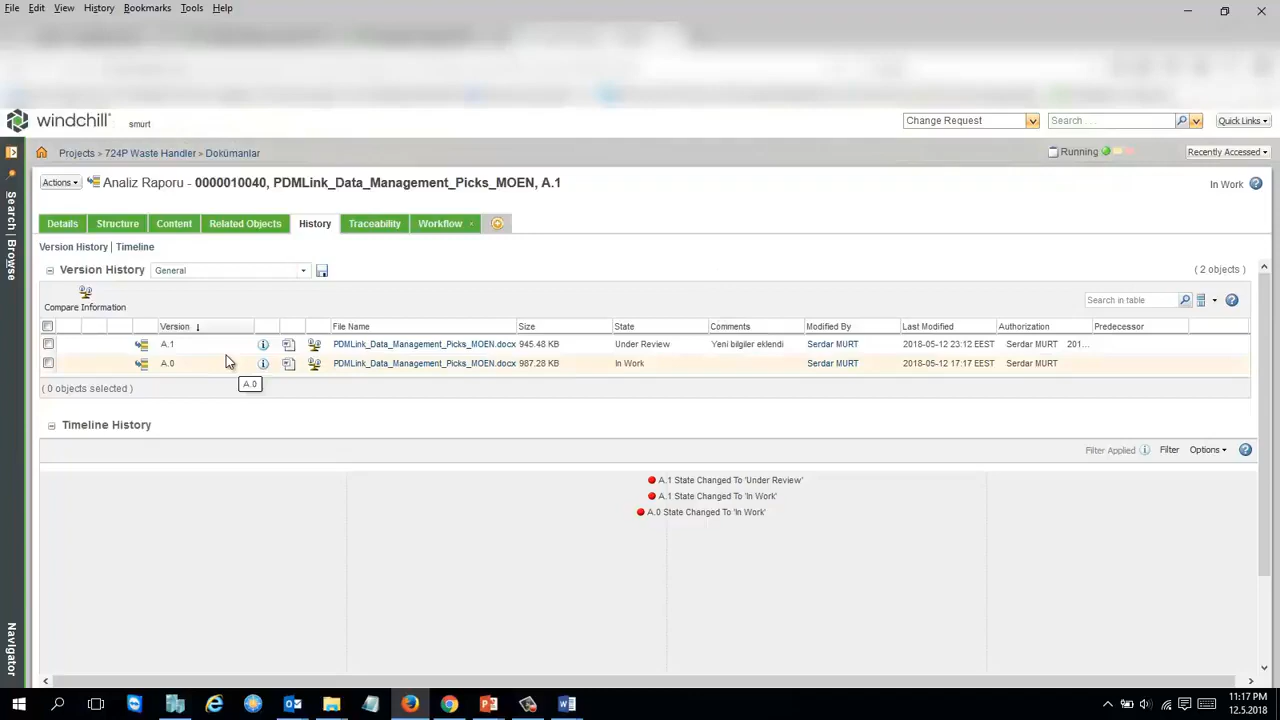 File Edit View History Bookmarks Tools Help
windchill smurt Change Request Search . . . Quick Links
Projects > 724P Waste Handler > Dokümanlar Running Recently Accessed
Actions Analiz Raporu - 0000010040, PDMLink_Data_Management_Picks_MOEN, A.1 In Work
Search | Browse
Details Structure Content Related Objects History Traceability Workflow ×
Version History | Timeline
Version History General ( 2 objects )
Compare Information Search in table
Version File Name Size State Comments Modified By Last Modified Authorization Predecessor
A.1 PDMLink_Data_Management_Picks_MOEN.docx 945.48 KB Under Review Yeni bilgiler eklendi Serdar MURT 2018-05-12 23:12 EEST Serdar MURT 201...
A.0 PDMLink_Data_Management_Picks_MOEN.docx 987.28 KB In Work Serdar MURT 2018-05-12 17:17 EEST Serdar MURT
A.0
( 0 objects selected )
Timeline History
Filter Applied Filter Options
A.1 State Changed To 'Under Review'
A.1 State Changed To 'In Work'
A.0 State Changed To 'In Work'
Navigator
11:17 PM
12.5.2018